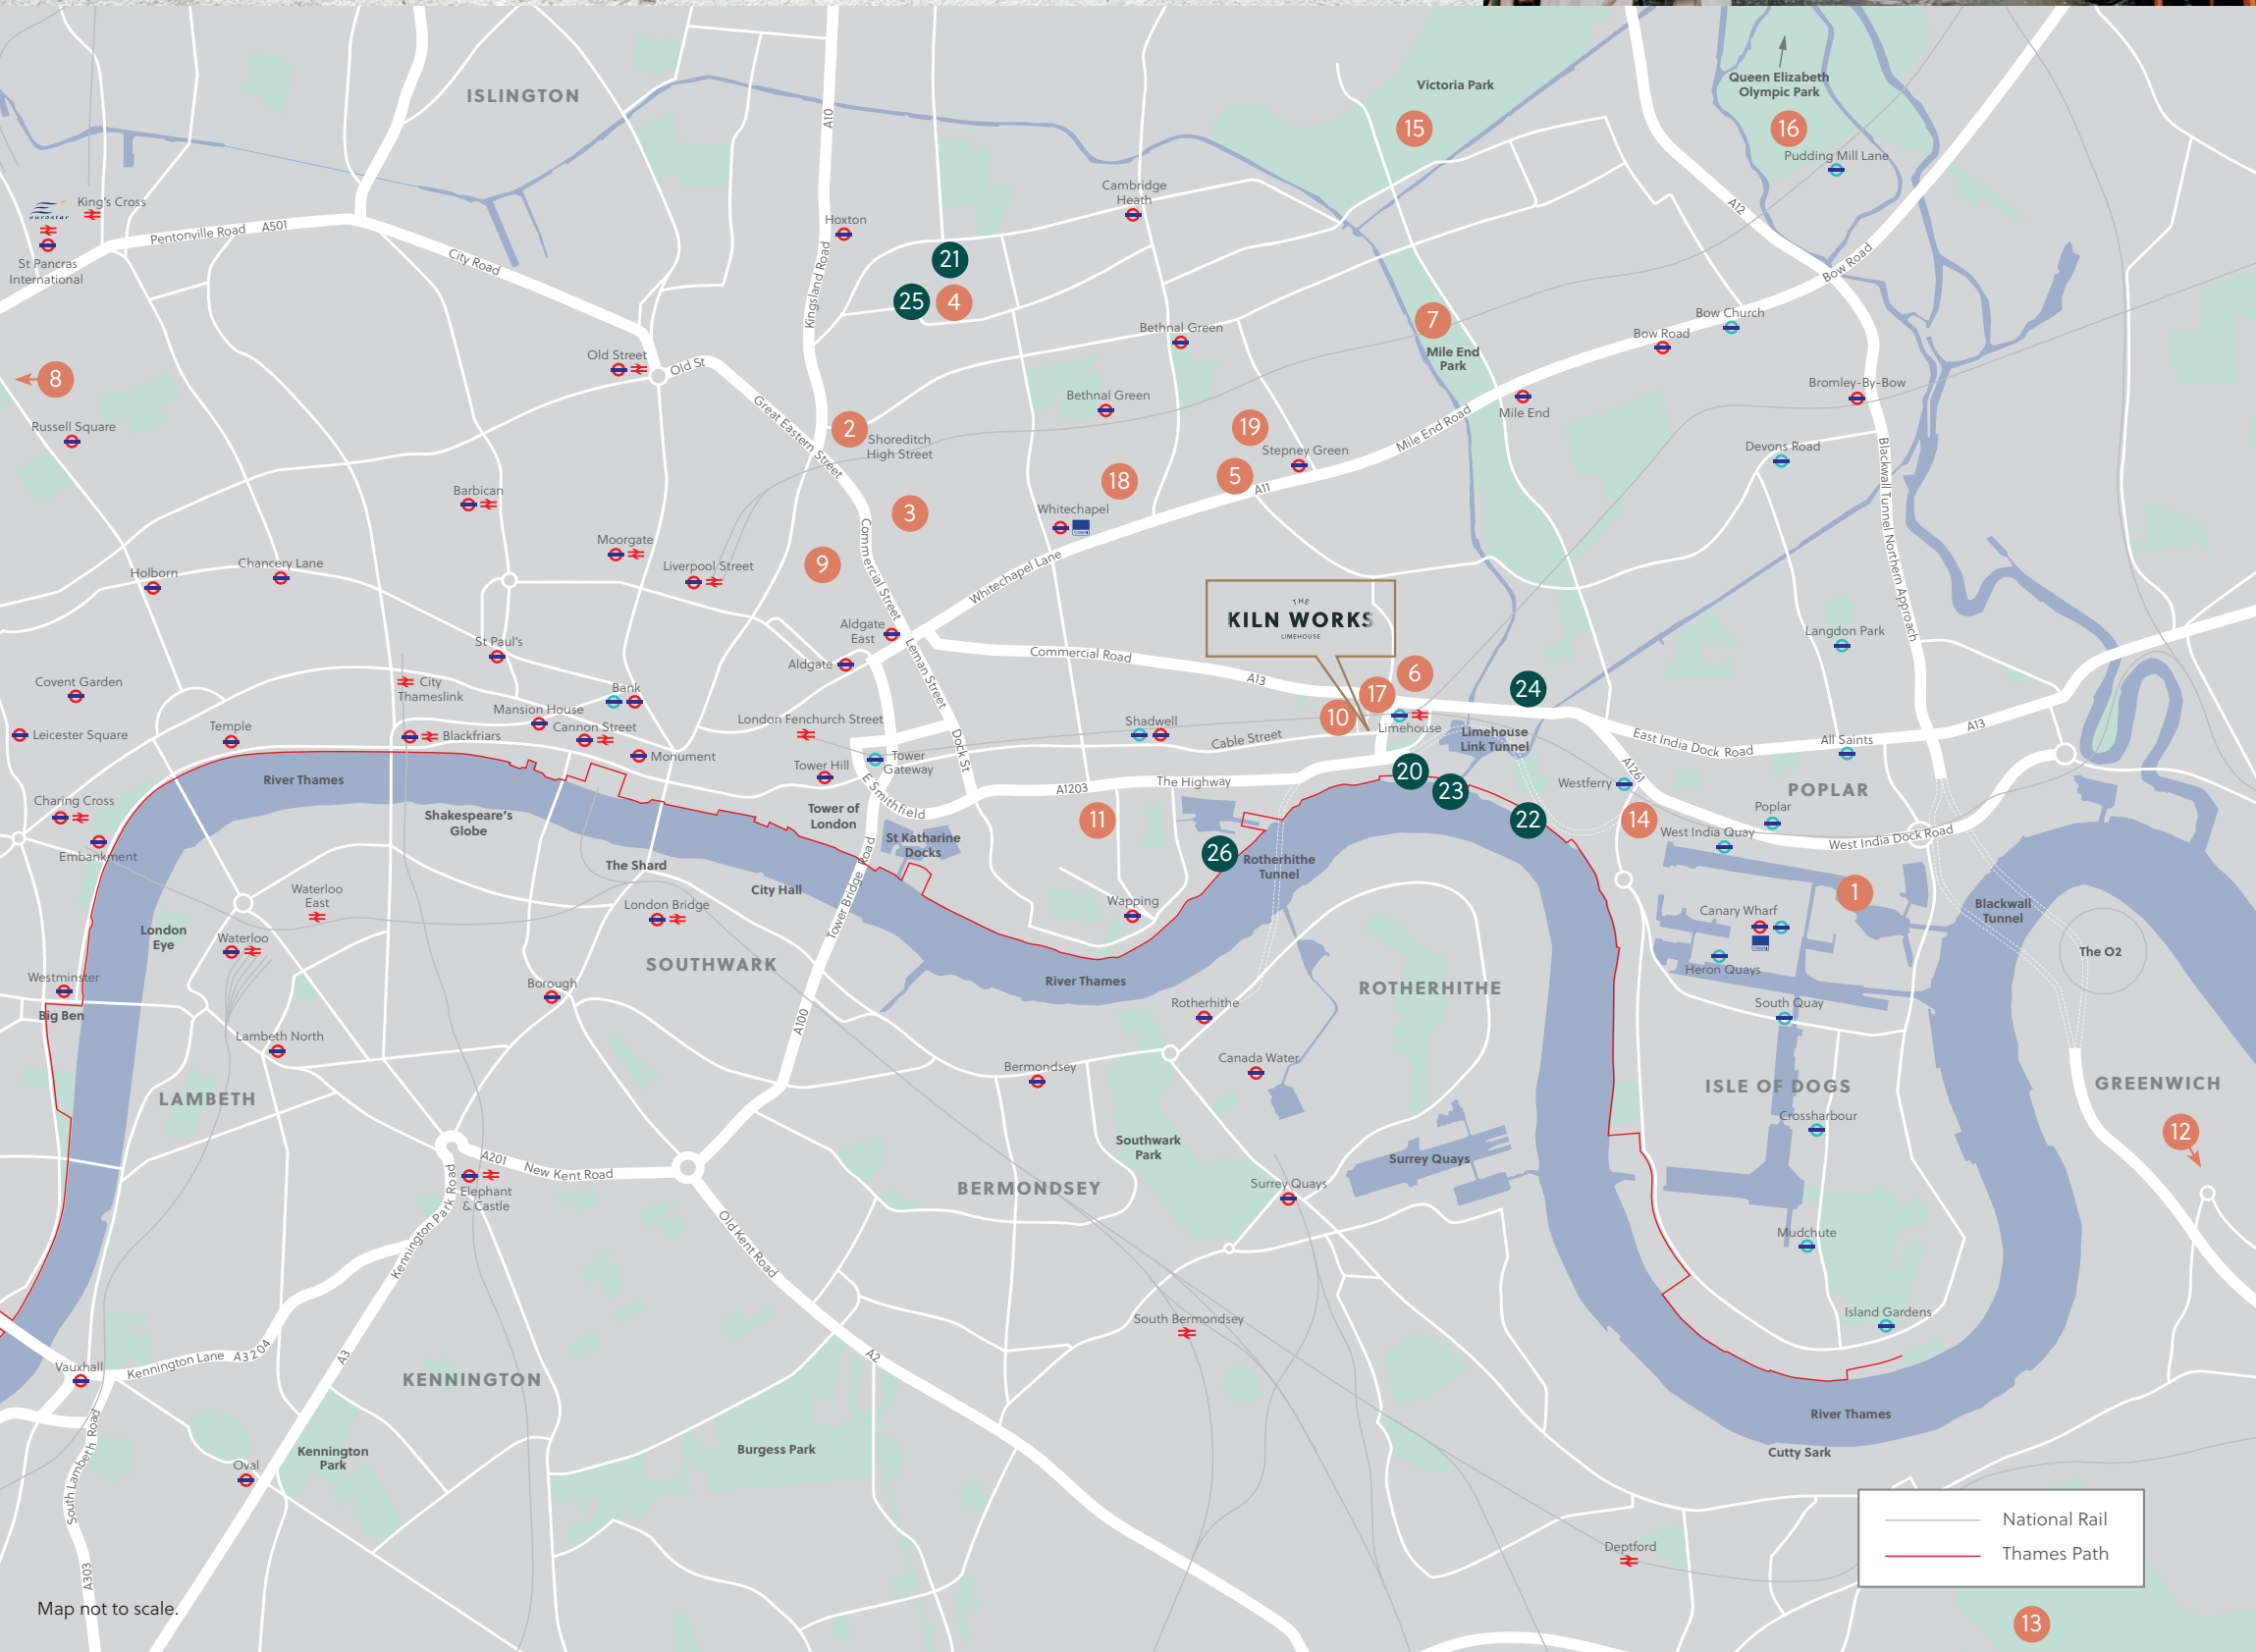 ISLINGTON
Victoria Park
Queen Elizabeth
Olympic Park
15
16
Pudding Mill Lane
A10
King's Cross
eurostar
St Pancras
International
Pentonville Road
A501
City Road
Hoxton
Kingsland Road
Cambridge
Heath
A12
Bow Road
21
25
4
7
Mile End
Park
Bethnal Green
Bow Church
Bow Road
Old Street
Old St
8
Russell Square
Great Eastern Street
2
Shoreditch
High Street
Bethnal Green
19
Stepney Green
Mile End Road
Mile End
Bromley-By-Bow
Devons Road
Blackwall Tunnel Northern Approach
Barbican
3
18
5
A11
Whitechapel
Moorgate
Liverpool Street
9
Commercial Street
Whitechapel Lane
Holborn
Chancery Lane
THE
KILN WORKS
LIMEHOUSE
Aldgate
East
Aldgate
Leman Street
Commercial Road
A13
Langdon Park
St Paul's
Covent Garden
City
Thameslink
Bank
Mansion House
Cannon Street
London Fenchurch Street
Shadwell
6
17
10
24
Limehouse
Limehouse
Link Tunnel
Leicester Square
Temple
Blackfriars
Monument
Tower Hill
Tower
Gateway
Dock St
Cable Street
East India Dock Road
All Saints
A13
River Thames
E Smithfield
A1203
The Highway
20
23
22
Westferry
A1261
POPLAR
Poplar
Charing Cross
Embankment
Shakespeare's
Globe
Tower of
London
St Katharine
Docks
11
26
Rotherhithe
Tunnel
14
West India Quay
West India Dock Road
The Shard
City Hall
Tower Bridge Road
London Bridge
Waterloo
East
Waterloo
London
Eye
Wapping
1
Canary Wharf
Heron Quays
Blackwall
Tunnel
The O2
Westminster
Big Ben
SOUTHWARK
Borough
River Thames
ROTHERHITHE
Rotherhithe
South Quay
Lambeth North
A100
Bermondsey
Canada Water
LAMBETH
ISLE OF DOGS
GREENWICH
Crossharbour
12
Southwark
Park
Surrey Quays
Surrey Quays
A201
New Kent Road
Elephant
& Castle
Kennington Park Road
BERMONDSEY
Old Kent Road
Mudchute
Island Gardens
South Bermondsey
Vauxhall
Kennington Lane
A3204
A3
A2
KENNINGTON
River Thames
Cutty Sark
South Lambeth Road
Oval
Kennington
Park
Burgess Park
A303
Deptford
National Rail
Thames Path
Map not to scale.
13